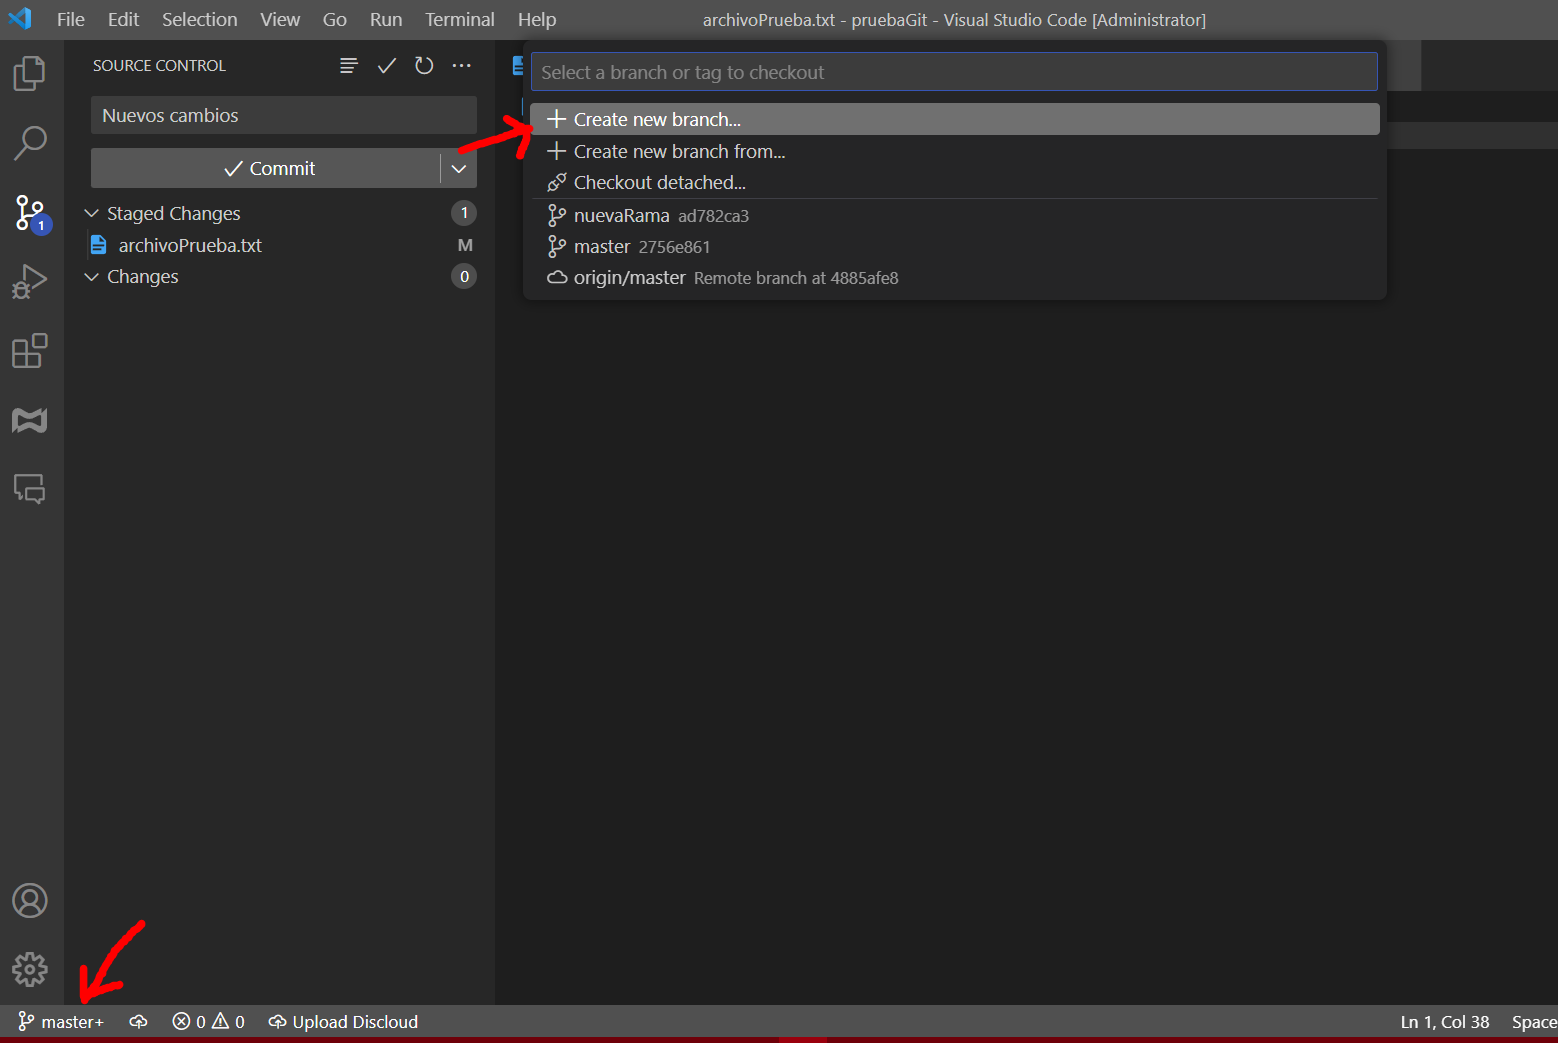 File Edit Selection View Go Run Terminal Help archivoPrueba.txt - pruebaGit - Visual Studio Code [Administrator]
SOURCE CONTROL
Select a branch or tag to checkout
Nuevos cambios
Create new branch...
Commit
Create new branch from...
Checkout detached...
Staged Changes 1
nuevaRama ad782ca3
1
archivoPrueba.txt M
master 2756e861
Changes 0
origin/master Remote branch at 4885afe8
master+ 0 0 Upload Discloud Ln 1, Col 38 Space